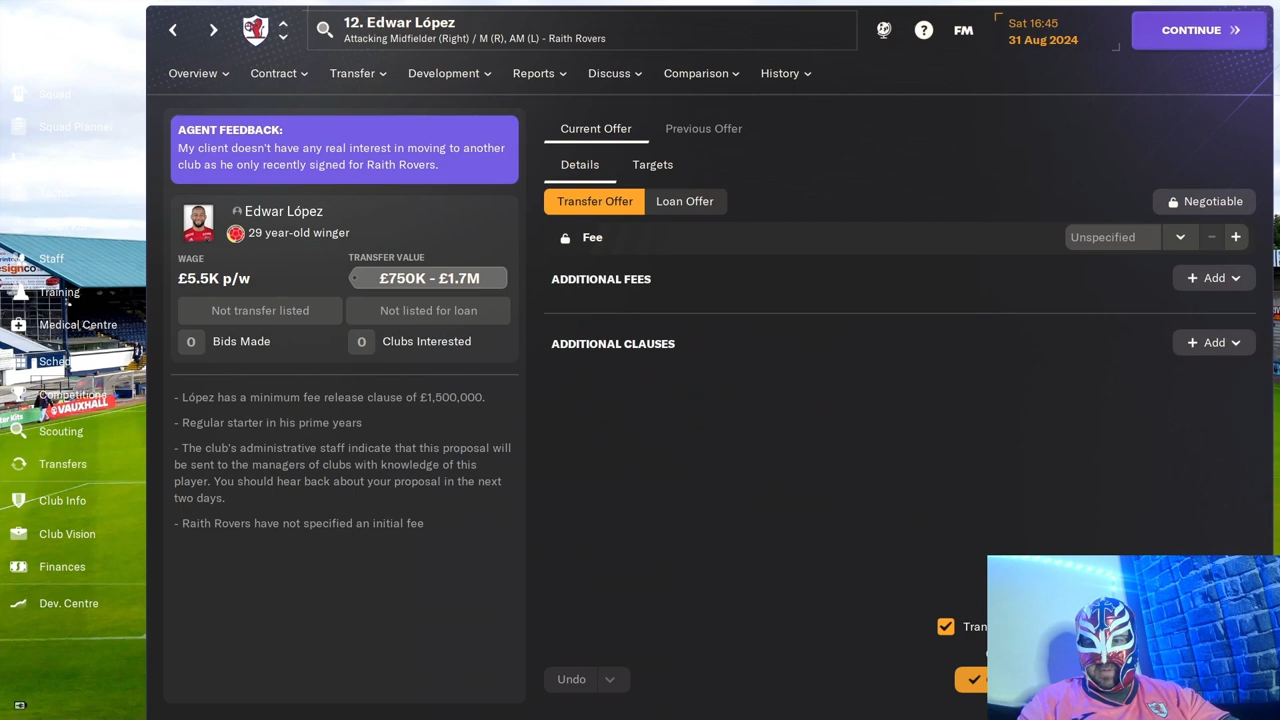 12. Edwar López
Attacking Midfielder (Right) / M (R), AM (L) - Raith Rovers
?
FM
Sat 16:45
31 Aug 2024
CONTINUE
Overview
Contract
Transfer
Development
Reports
Discuss
Comparison
History
Squad
Squad Planner
Staff
Training
Medical Centre
Sched
Competitions
VAUXHALL
Scouting
Transfers
Club Info
Club Vision
Finances
Dev. Centre
AGENT FEEDBACK:
My client doesn't have any real interest in moving to another
club as he only recently signed for Raith Rovers.
Edwar López
29 year-old winger
WAGE
£5.5K p/w
TRANSFER VALUE
£750K - £1.7M
Not transfer listed
Not listed for loan
0 Bids Made
0 Clubs Interested
- López has a minimum fee release clause of £1,500,000.
- Regular starter in his prime years
- The club's administrative staff indicate that this proposal will
be sent to the managers of clubs with knowledge of this
player. You should hear back about your proposal in the next
two days.
- Raith Rovers have not specified an initial fee
Current Offer
Previous Offer
Details
Targets
Transfer Offer
Loan Offer
Negotiable
Fee
Unspecified
ADDITIONAL FEES
+ Add
ADDITIONAL CLAUSES
+ Add
Tran
Undo